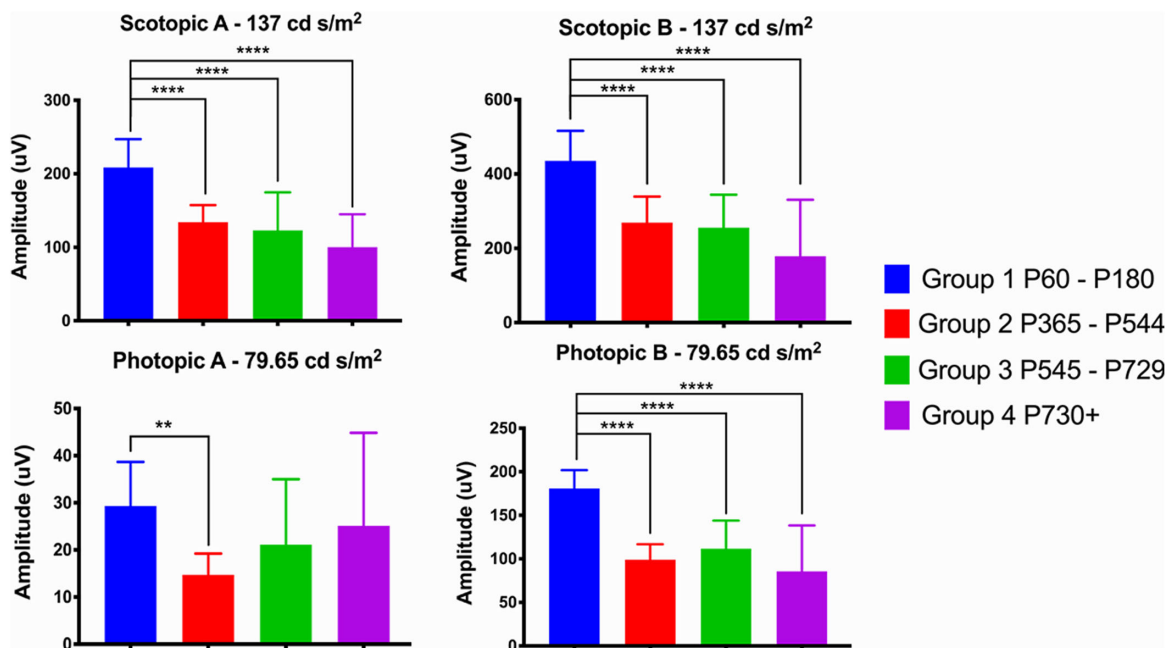 Scotopic A - 137 cd s/m²
****
****
****
Amplitude (uV)
300
200
100
0
Scotopic B - 137 cd s/m²
****
****
****
Amplitude (uV)
600
400
200
0
Photopic A - 79.65 cd s/m²
**
Amplitude (uV)
50
40
30
20
10
0
Photopic B - 79.65 cd s/m²
****
****
****
Amplitude (uV)
250
200
150
100
50
0
Group 1 P60 - P180
Group 2 P365 - P544
Group 3 P545 - P729
Group 4 P730+